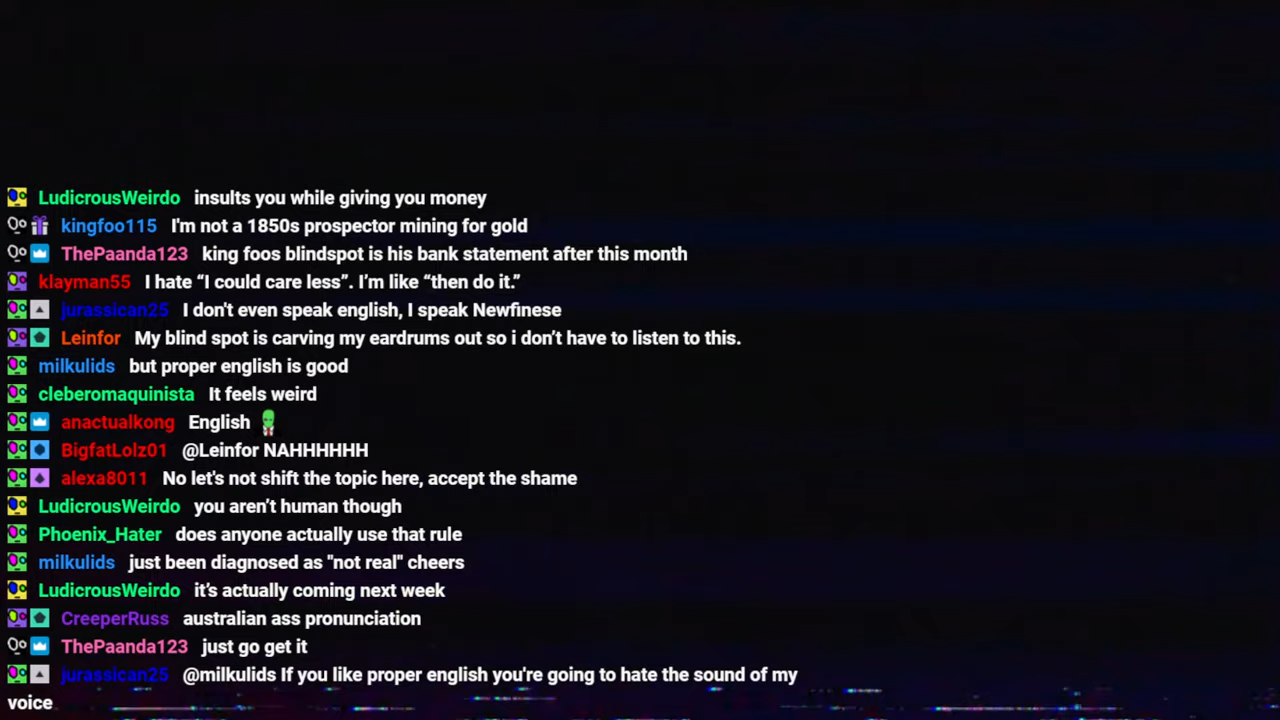 LudicrousWeirdo insults you while giving you money
kingfoo115 I'm not a 1850s prospector mining for gold
ThePaanda123 king foos blindspot is his bank statement after this month
klayman55 I hate “I could care less”. I’m like “then do it.”
jurassican25 I don't even speak english, I speak Newfinese
Leinfor My blind spot is carving my eardrums out so i don’t have to listen to this.
milkulids but proper english is good
cleberomaquinista It feels weird
anactualkong English
BigfatLolz01 @Leinfor NAHHHHHH
alexa8011 No let's not shift the topic here, accept the shame
LudicrousWeirdo you aren’t human though
Phoenix_Hater does anyone actually use that rule
milkulids just been diagnosed as "not real" cheers
LudicrousWeirdo it’s actually coming next week
CreeperRuss australian ass pronunciation
ThePaanda123 just go get it
jurassican25 @milkulids If you like proper english you're going to hate the sound of my
voice